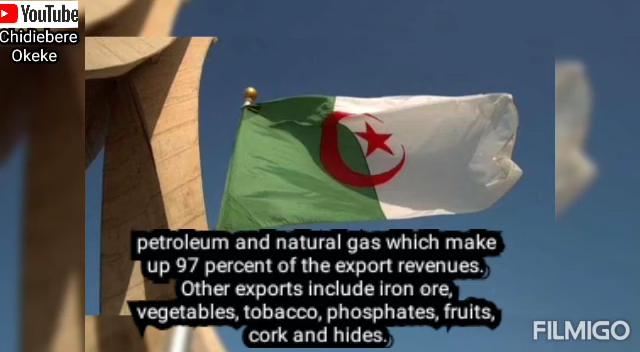 YouTube
Chidiebere
Okeke
petroleum and natural gas which make
up 97 percent of the export revenues.
Other exports include iron ore,
vegetables, tobacco, phosphates, fruits,
cork and hides.
FILMIGO